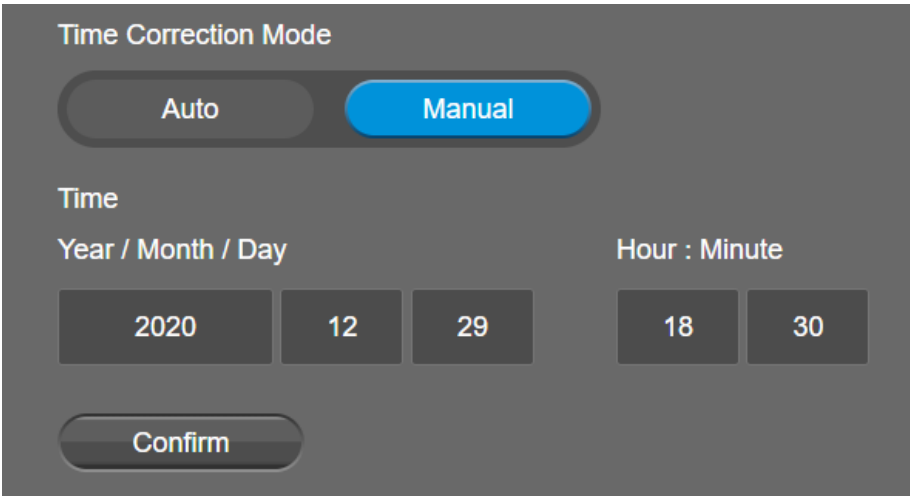 Time Correction Mode
Auto Manual
Time
Year / Month / Day Hour : Minute
2020 12 29 18 30
Confirm